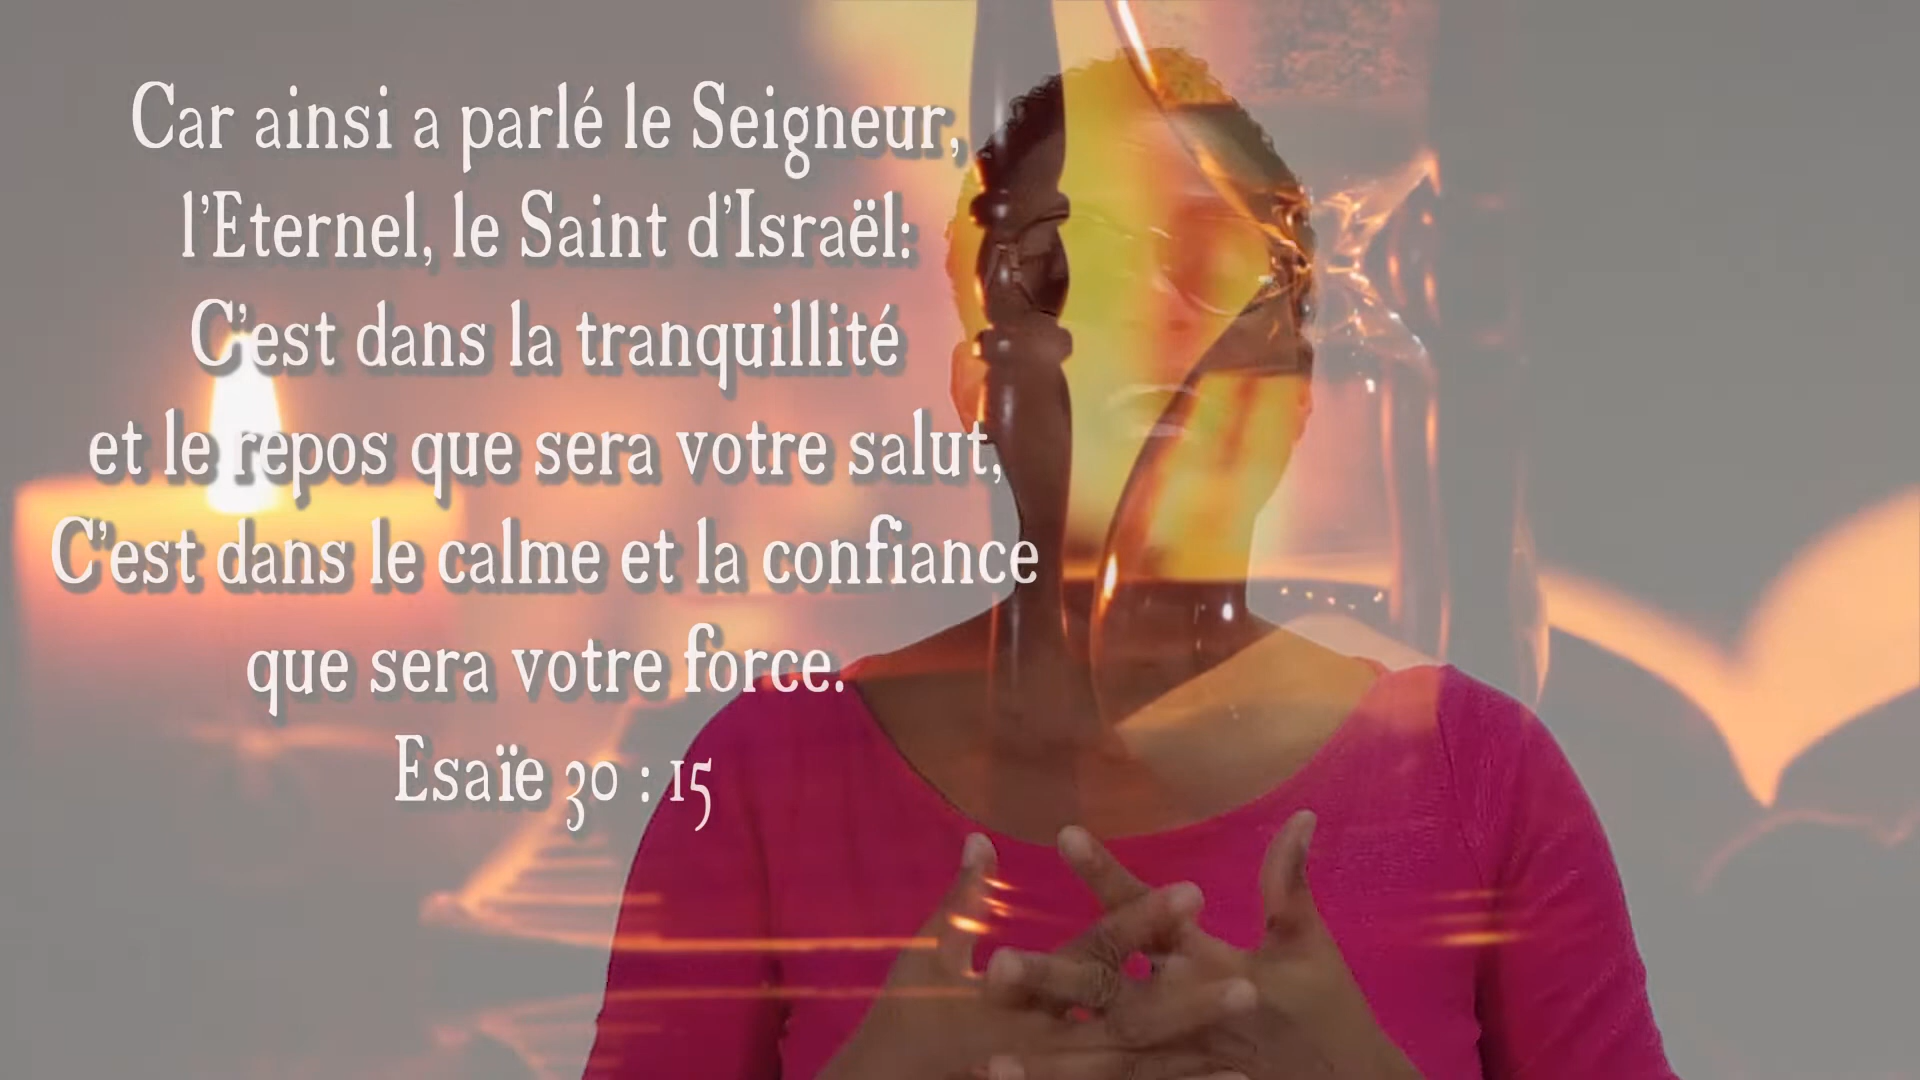 Car ainsi a parlé le Seigneur,
l'Eternel, le Saint d'Israël:
C'est dans la tranquillité
et le repos que sera votre salut,
C'est dans le calme et la confiance
que sera votre force.
Esaïe 30 : 15